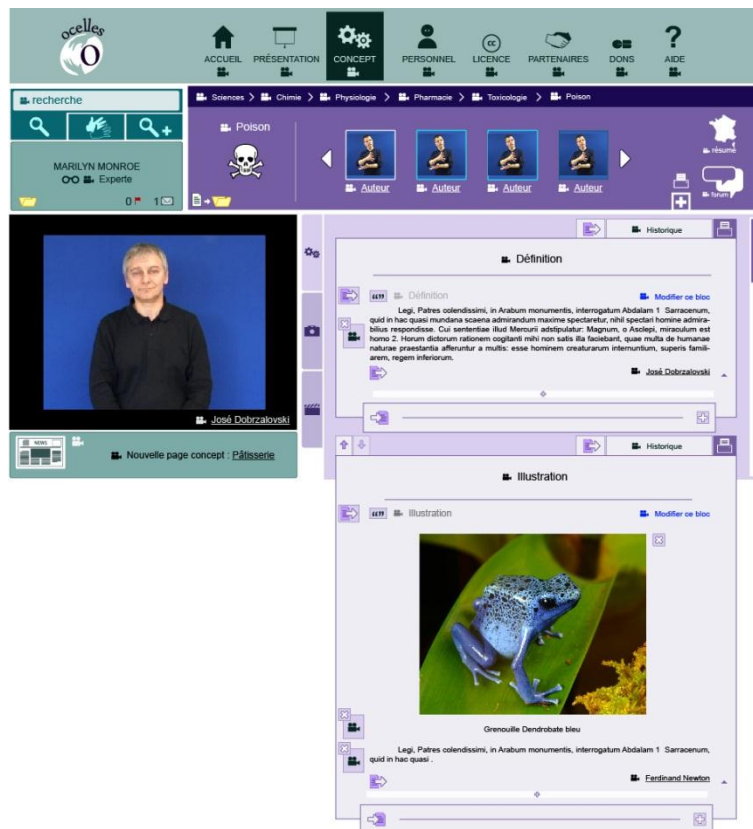 ocelles
ACCUEIL PRÉSENTATION CONCEPT PERSONNEL LICENCE PARTENAIRES DONS AIDE
recherche
Sciences > Chimie > Physiologie > Pharmacie > Toxicologie > Poison
MARILYN MONROE
Experte
0 1
Poison
Auteur Auteur Auteur Auteur
résumé
forum
José Dobrzalovski
NEWS
Nouvelle page concept : Pâtisserie
Historique
Définition
Définition Modifier ce bloc
Legi, Patres colendissimi, in Arabum monumentis, interrogatum Abdalam 1 Sarracenum,
quid in hac quasi mundana scaena admirandum maxime spectaretur, nihil spectari homine admira-
bilius respondisse. Cui sententiae illud Mercurii adstipulatur: Magnum, o Asclepi, miraculum est
homo 2. Horum dictorum rationem cogitanti mihi non satis illa faciebant, quae multa de humanae
naturae praestantia afferuntur a multis: esse hominem creaturarum internuntium, superis famili-
arem, regem inferiorum.
José Dobrzalovski
Historique
Illustration
Illustration Modifier ce bloc
Grenouille Dendrobate bleu
Legi, Patres colendissimi, in Arabum monumentis, interrogatum Abdalam 1 Sarracenum,
quid in hac quasi .
Ferdinand Newton